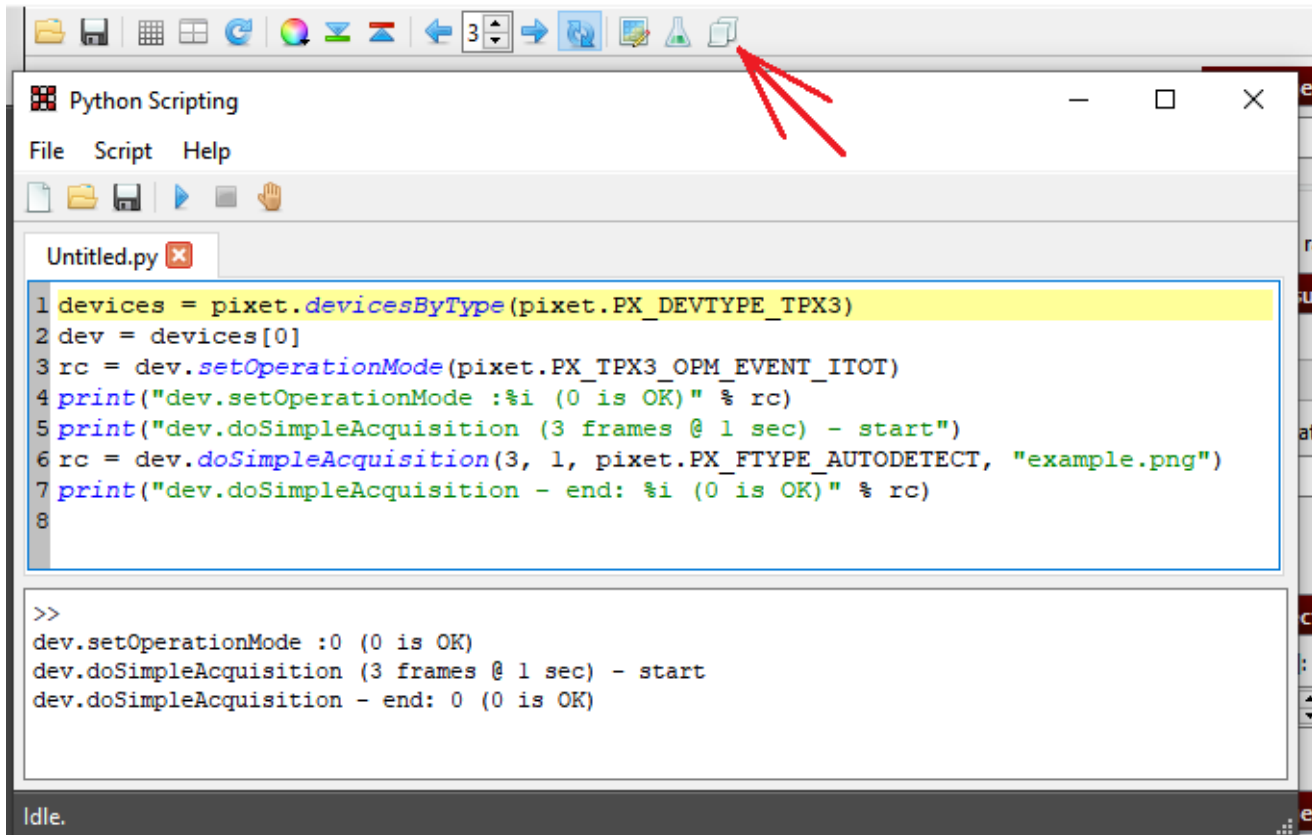 3
Python Scripting
File Script Help
Untitled.py
1 devices = pixet.devicesByType(pixet.PX_DEVTYPE_TPX3)
2 dev = devices[0]
3 rc = dev.setOperationMode(pixet.PX_TPX3_OPM_EVENT_ITOT)
4 print("dev.setOperationMode :%i (0 is OK)" % rc)
5 print("dev.doSimpleAcquisition (3 frames @ 1 sec) - start")
6 rc = dev.doSimpleAcquisition(3, 1, pixet.PX_FTYPE_AUTODETECT, "example.png")
7 print("dev.doSimpleAcquisition - end: %i (0 is OK)" % rc)
8
>>
dev.setOperationMode :0 (0 is OK)
dev.doSimpleAcquisition (3 frames @ 1 sec) - start
dev.doSimpleAcquisition - end: 0 (0 is OK)
Idle.